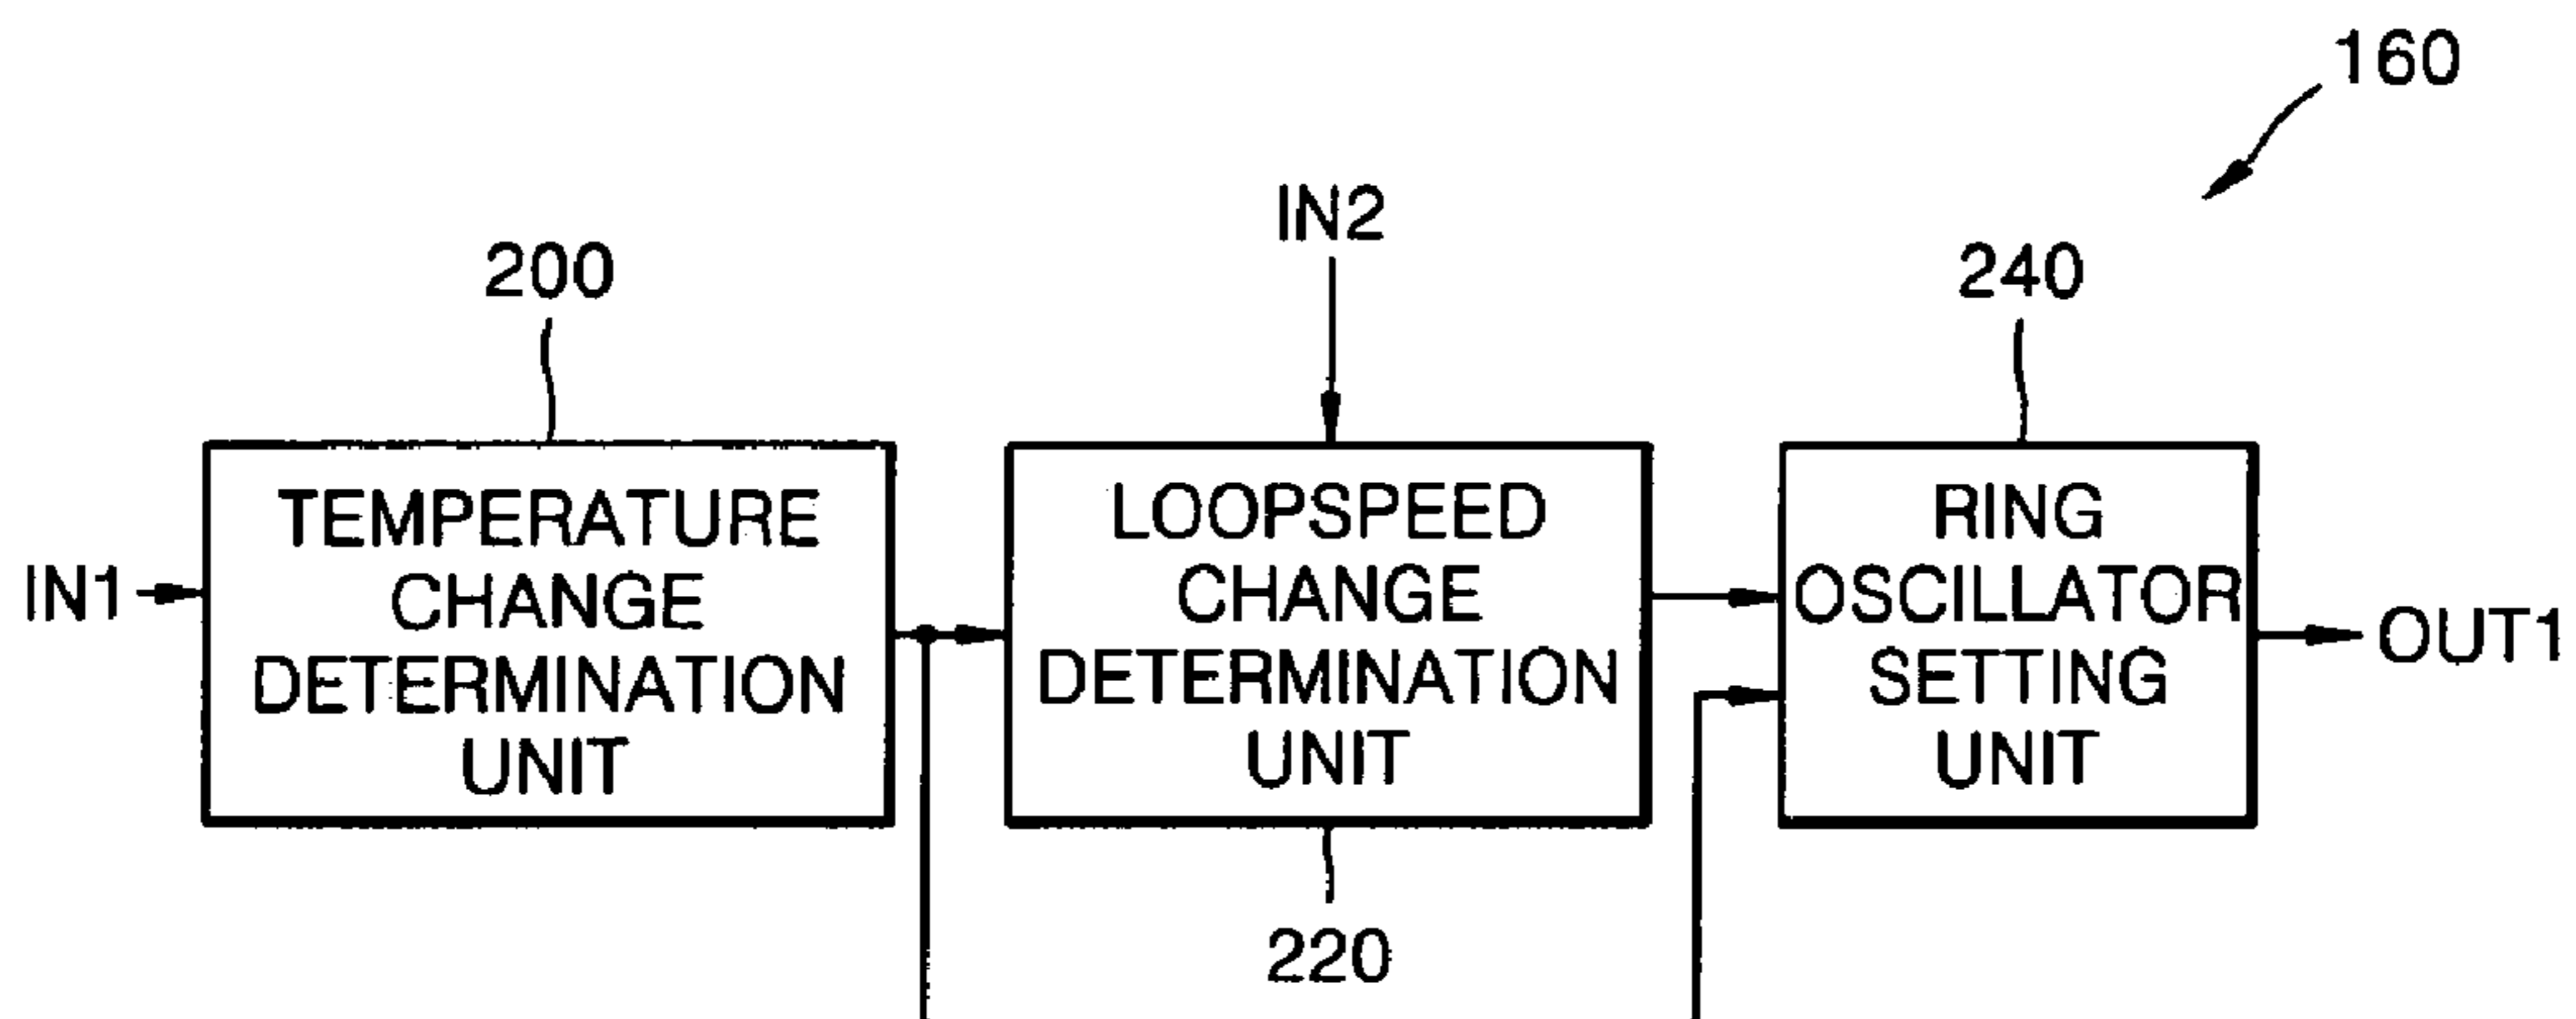 160
IN2
200
240
TEMPERATURE
CHANGE
DETERMINATION
UNIT
LOOPSPEED
CHANGE
DETERMINATION
UNIT
RING
OSCILLATOR
SETTING
UNIT
IN1
OUT1
220